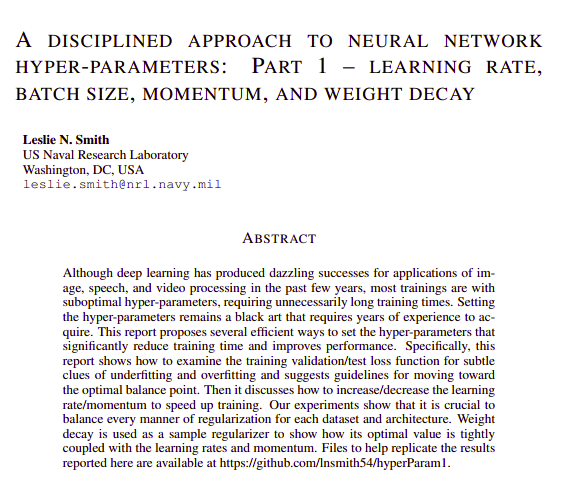 A DISCIPLINED APPROACH TO NEURAL NETWORK
HYPER-PARAMETERS: PART 1 – LEARNING RATE,
BATCH SIZE, MOMENTUM, AND WEIGHT DECAY
Leslie N. Smith
US Naval Research Laboratory
Washington, DC, USA
leslie.smith@nrl.navy.mil
ABSTRACT
Although deep learning has produced dazzling successes for applications of im-
age, speech, and video processing in the past few years, most trainings are with
suboptimal hyper-parameters, requiring unnecessarily long training times. Setting
the hyper-parameters remains a black art that requires years of experience to ac-
quire. This report proposes several efficient ways to set the hyper-parameters that
significantly reduce training time and improves performance. Specifically, this
report shows how to examine the training validation/test loss function for subtle
clues of underfitting and overfitting and suggests guidelines for moving toward
the optimal balance point. Then it discusses how to increase/decrease the learning
rate/momentum to speed up training. Our experiments show that it is crucial to
balance every manner of regularization for each dataset and architecture. Weight
decay is used as a sample regularizer to show how its optimal value is tightly
coupled with the learning rates and momentum. Files to help replicate the results
reported here are available at https://github.com/lnsmith54/hyperParam1.